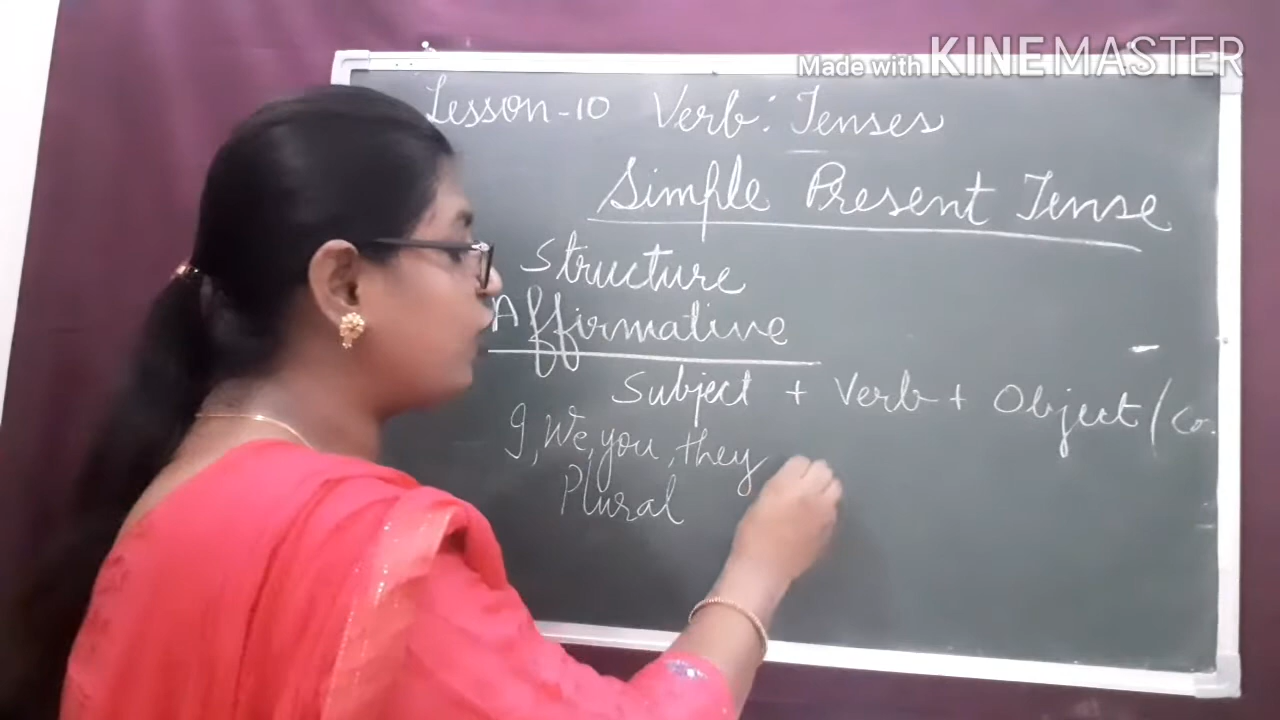 Made with KINEMASTER
Lesson-10 Verb: Tenses
Simple Present Tense
Structure
Affirmative
Subject + Verb + Object / Co.
I, We, you, they
Plural